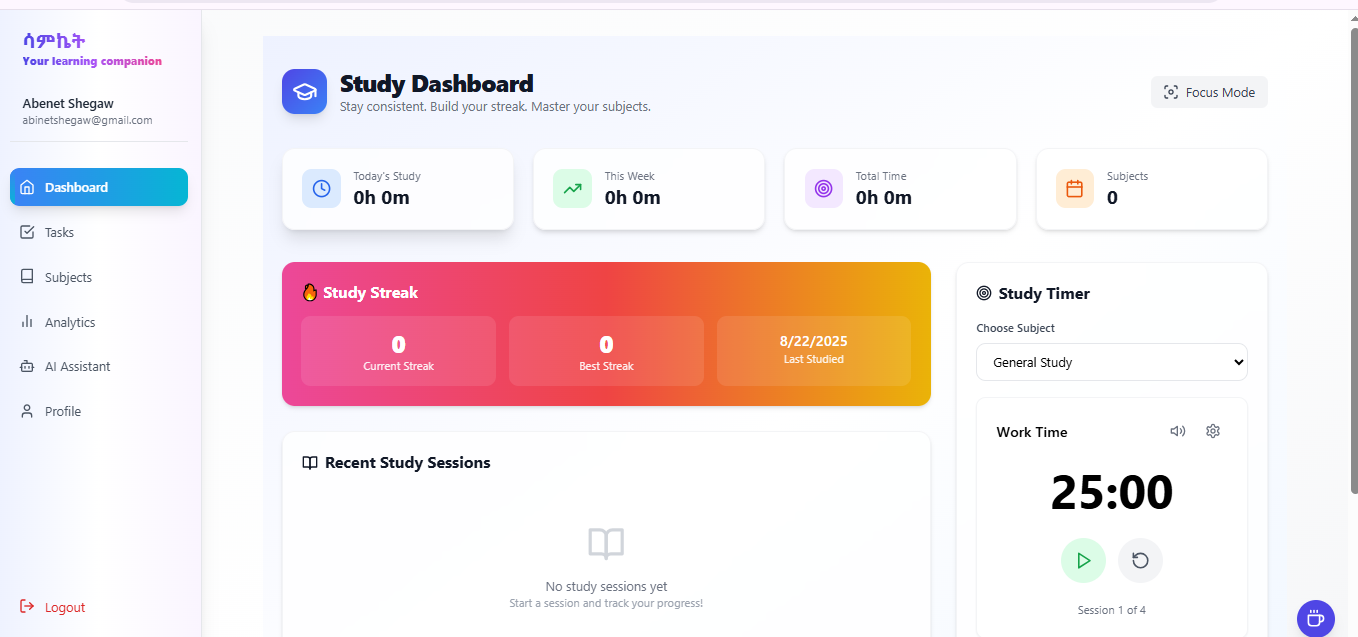 ሳምኬት
Your learning companion
Abenet Shegaw
abinetshegaw@gmail.com
Dashboard
Tasks
Subjects
Analytics
AI Assistant
Profile
Logout
Study Dashboard
Stay consistent. Build your streak. Master your subjects.
Focus Mode
Today's Study
0h 0m
This Week
0h 0m
Total Time
0h 0m
Subjects
0
Study Streak
0
Current Streak
0
Best Streak
8/22/2025
Last Studied
Recent Study Sessions
No study sessions yet
Start a session and track your progress!
Study Timer
Choose Subject
General Study
Work Time
25:00
Session 1 of 4